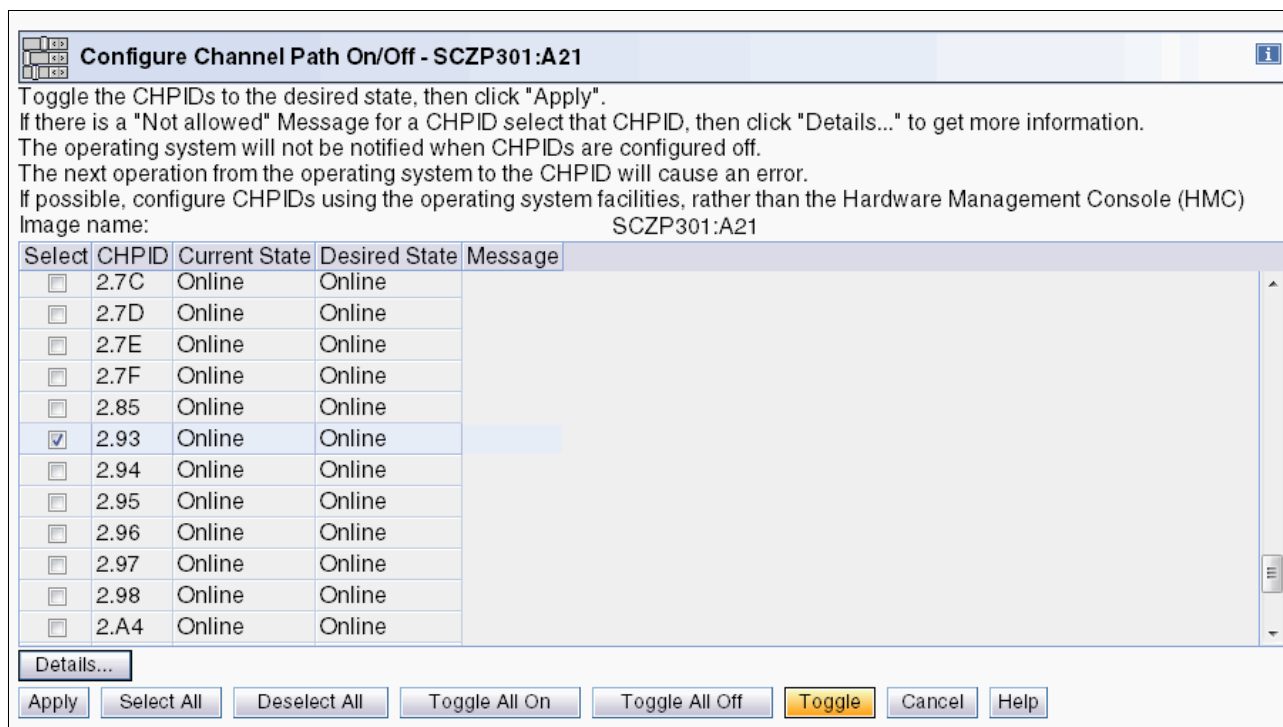 Configure Channel Path On/Off - SCZP301:A21
Toggle the CHPIDs to the desired state, then click "Apply".
If there is a "Not allowed" Message for a CHPID select that CHPID, then click "Details..." to get more information.
The operating system will not be notified when CHPIDs are configured off.
The next operation from the operating system to the CHPID will cause an error.
If possible, configure CHPIDs using the operating system facilities, rather than the Hardware Management Console (HMC)
Image name: SCZP301:A21
Select CHPID Current State Desired State Message
2.7C Online Online
2.7D Online Online
2.7E Online Online
2.7F Online Online
2.85 Online Online
2.93 Online Online
2.94 Online Online
2.95 Online Online
2.96 Online Online
2.97 Online Online
2.98 Online Online
2.A4 Online Online
Details...
Apply Select All Deselect All Toggle All On Toggle All Off Toggle Cancel Help